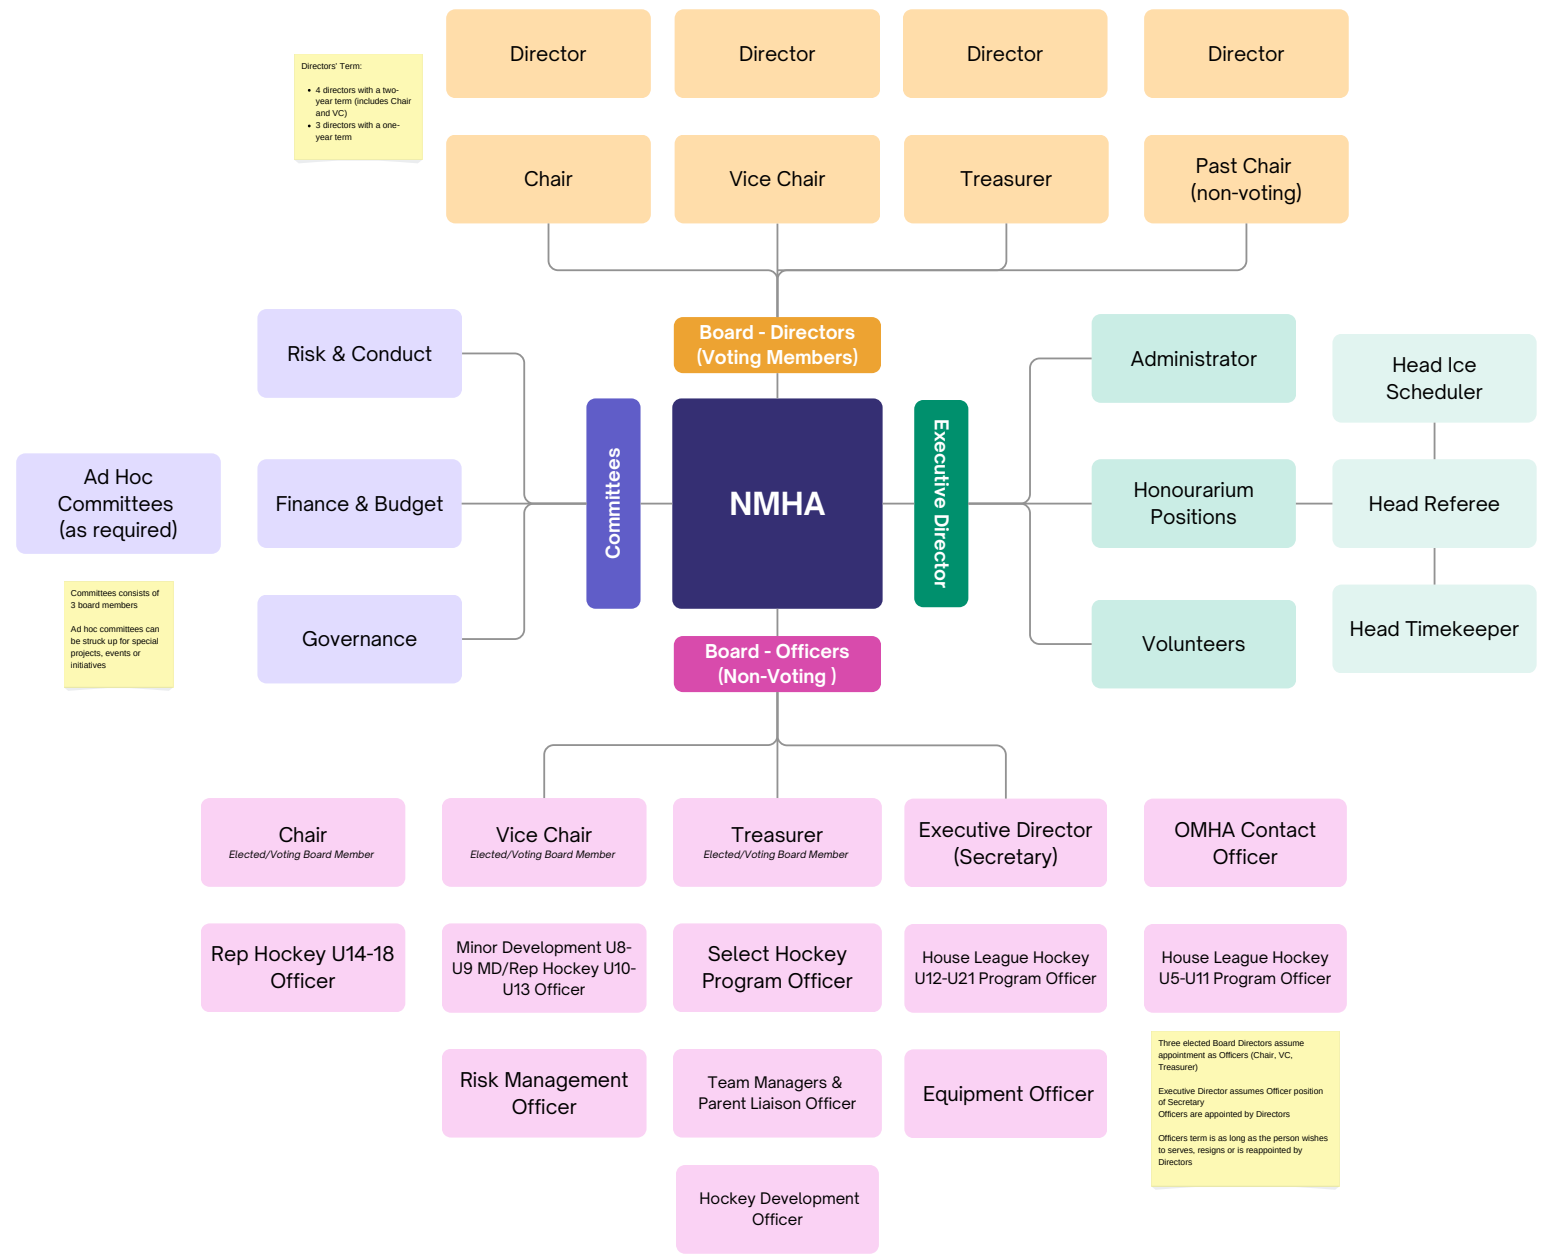 Director
Director
Director
Director
Directors' Term:
4 directors with a two-
year term (includes Chair
and VC)
3 directors with a one-
year term
Chair
Vice Chair
Treasurer
Past Chair
(non-voting)
Board - Directors
(Voting Members)
Risk & Conduct
Administrator
Head Ice
Scheduler
Committees
NMHA
Executive Director
Ad Hoc
Committees
(as required)
Finance & Budget
Honourarium
Positions
Head Referee
Committees consists of
3 board members
Ad hoc committees can
be struck up for special
projects, events or
initiatives
Governance
Volunteers
Head Timekeeper
Board - Officers
(Non-Voting )
Chair
Elected/Voting Board Member
Vice Chair
Elected/Voting Board Member
Treasurer
Elected/Voting Board Member
Executive Director
(Secretary)
OMHA Contact
Officer
Rep Hockey U14-18
Officer
Minor Development U8-
U9 MD/Rep Hockey U10-
U13 Officer
Select Hockey
Program Officer
House League Hockey
U12-U21 Program Officer
House League Hockey
U5-U11 Program Officer
Risk Management
Officer
Team Managers &
Parent Liaison Officer
Equipment Officer
Three elected Board Directors assume
appointment as Officers (Chair, VC,
Treasurer)
Executive Director assumes Officer position
of Secretary
Officers are appointed by Directors
Officers term is as long as the person wishes
to serves, resigns or is reappointed by
Directors
Hockey Development
Officer